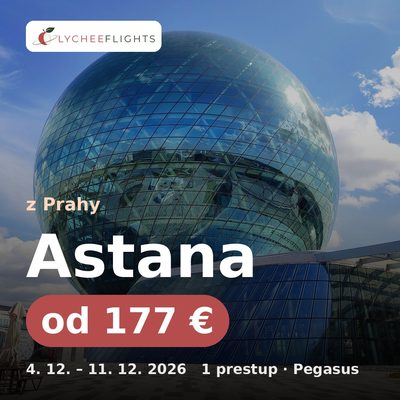 LYCHEEFLIGHTS
z Prahy
Astana
od 177 €
4. 12. – 11. 12. 2026 1 prestup · Pegasus